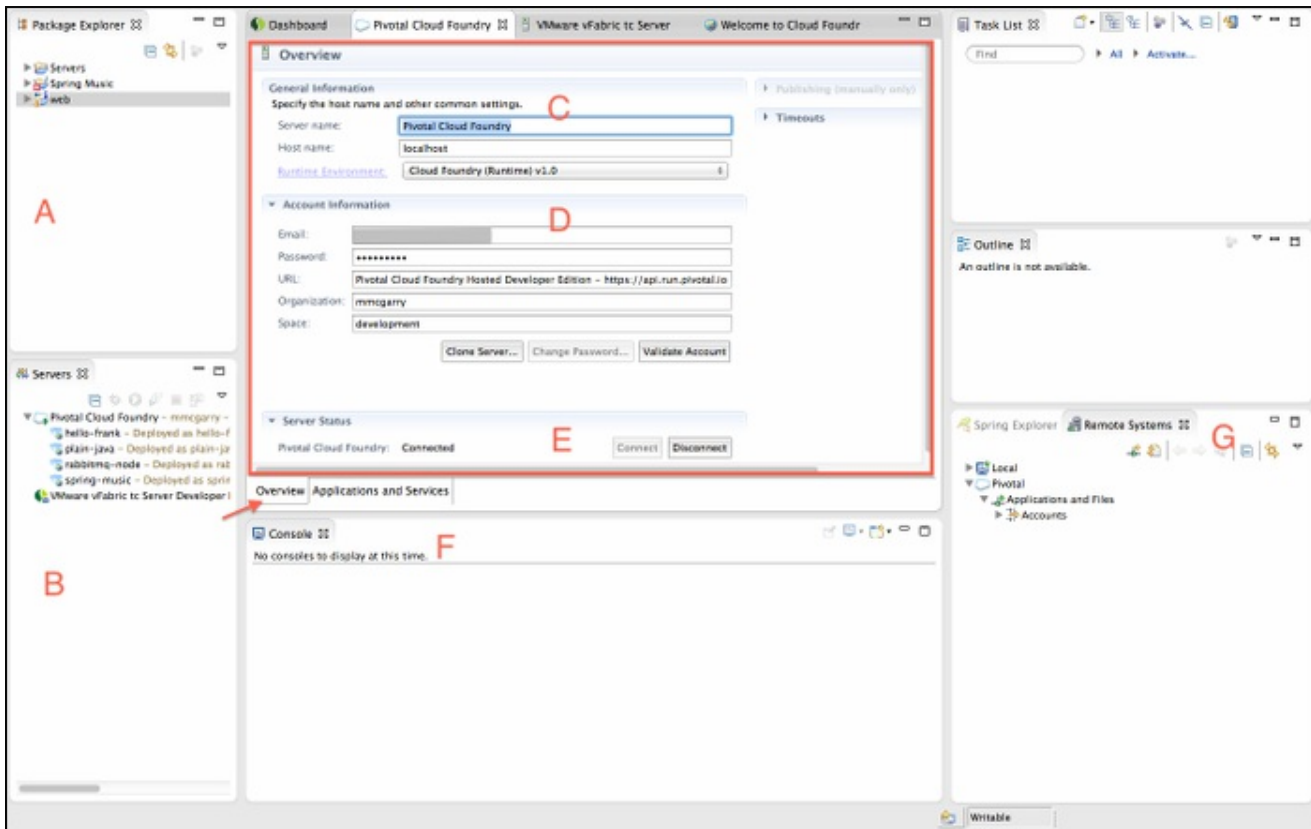 Package Explorer
Servers
Spring Music
web
A
Servers
Pivotal Cloud Foundry - mmcgarry -
hello-frank - Deployed as hello-f
plain-java - Deployed as plain-ja
rabbitmq-node - Deployed as rab
spring-music - Deployed as sprin
VMware vFabric tc Server Developer
B
Dashboard
Pivotal Cloud Foundry
VMware vFabric tc Server
Welcome to Cloud Foundr
Overview
General Information
Specify the host name and other common settings.
C
Server name: Pivotal Cloud Foundry
Host name: localhost
Runtime Environment: Cloud Foundry (Runtime) v1.0
Publishing (manually only)
Timeouts
Account Information
D
Email:
Password: •••••••••
URL: Pivotal Cloud Foundry Hosted Developer Edition - https://api.run.pivotal.io
Organization: mmcgarry
Space: development
Clone Server... Change Password... Validate Account
Server Status
E
Pivotal Cloud Foundry: Connected Connect Disconnect
Overview Applications and Services
Console
No consoles to display at this time.
F
Task List
Find All Activate...
Outline
An outline is not available.
Spring Explorer Remote Systems
G
Local
Pivotal
Applications and Files
Accounts
Writable